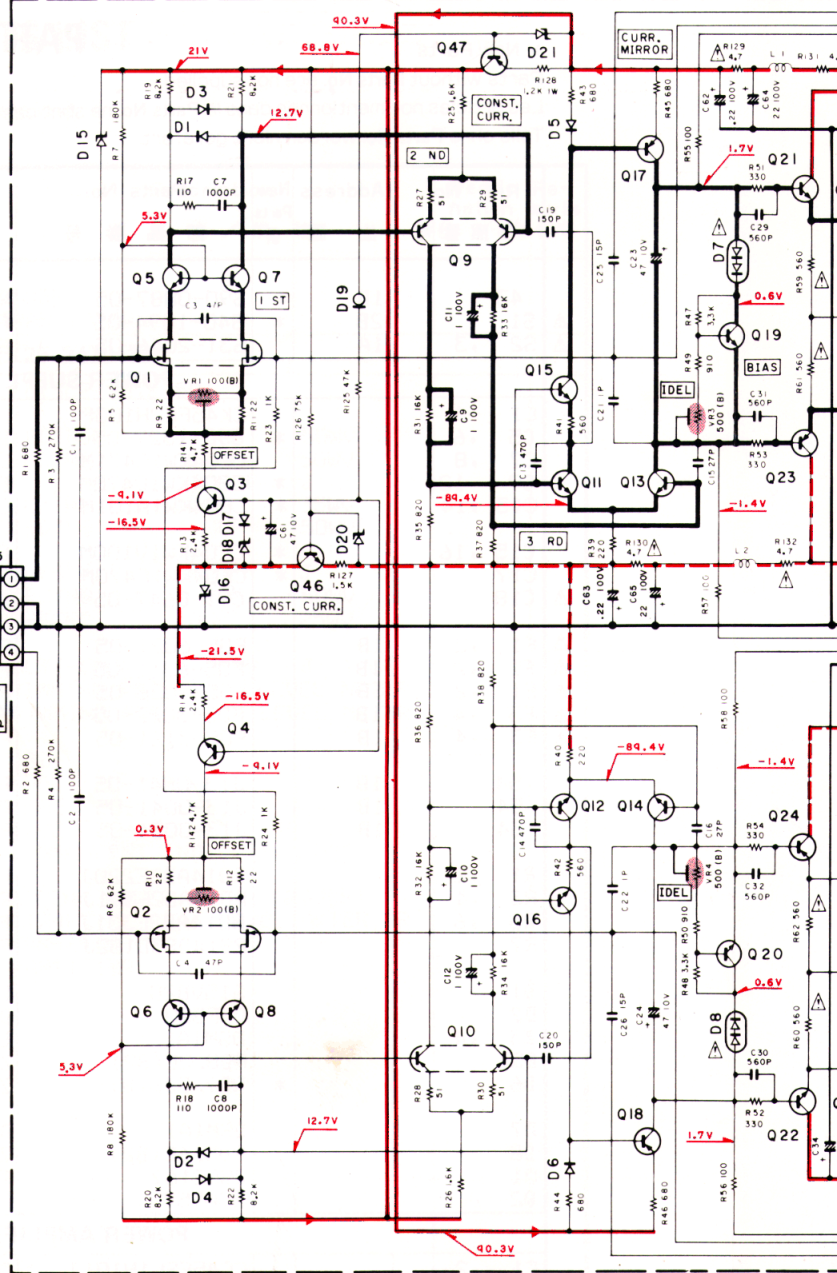 90.3V
PA
21V
68.8V
Q47
D21
CURR.
MIRROR
R129
4.7
L1
R131
R19
8.2K
D3
R21
8.2K
R128
1.2K 1W
R43
680
C62
.22 100V
C64
22 100V
R7
180K
D15
D1
12.7V
R25 1.6K
CONST.
CURR.
D5
R45 680
R55 100
2 ND
Q17
1.7V
Q21
R17
110
C7
1000P
R27
51
R29
51
R51
330
5.3V
C19
150P
C29
560P
Q5
Q7
Q9
C25 15P
C23
47 10V
D7
R59 560
1 ST
D19
C3 47P
C11
1 100V
R33 16K
0.6V
R47
3.3K
Q19
Q1
VR1 100(B)
Q15
R49
910
BIAS
R61 560
R5 62K
R9 22
R11 22
R23 1K
R126 75K
R125 47K
C21 1P
IDEL
C31
560P
R1 680
R3 270K
C1 100P
R141
4.7K
OFFSET
R31 16K
C9
1 100V
R41
560
VR3
500 (B)
R53
330
C13 470P
C15 27P
Q23
-9.1V
Q3
-89.4V
Q11
Q13
-1.4V
-16.5V
R13
2.4K
D18
D17
C61
47 10V
D20
R35 820
R37 820
3 RD
R39
220
R130
4.7
L2
R132
4.7
D16
Q46
R127
1.5K
C63
.22 100V
C65
22 100V
R57 100
CONST. CURR.
1
2
3
4
-21.5V
-16.5V
R14
2.4K
R36 820
R38 820
R58 100
Q4
R40
220
-89.4V
-1.4V
R2 680
R4 270K
C2 100P
-9.1V
Q12
Q14
Q24
R142 4.7K
R24 1K
C14 470P
C16
27P
R54
330
0.3V
OFFSET
R42
560
VR4
500 (B)
C32
560P
R6 62K
R10
22
R12
22
R32 16K
C10
1 100V
Q16
C22 1P
IDEL
Q2
VR2 100(B)
R50 910
R62 560
C4 47P
C12
1 100V
R34 16K
Q20
R48 3.3K
0.6V
Q6
Q8
Q10
C26 15P
C24
47 10V
D8
R60 560
5.3V
C20
150P
C30
560P
R18
110
C8
1000P
R28
51
R30
51
R52
330
12.7V
Q18
Q22
R8 180K
1.7V
C34
D2
D6
R20
8.2K
D4
R22
8.2K
R26 1.6K
R44
680
R46 680
R56 100
90.3V